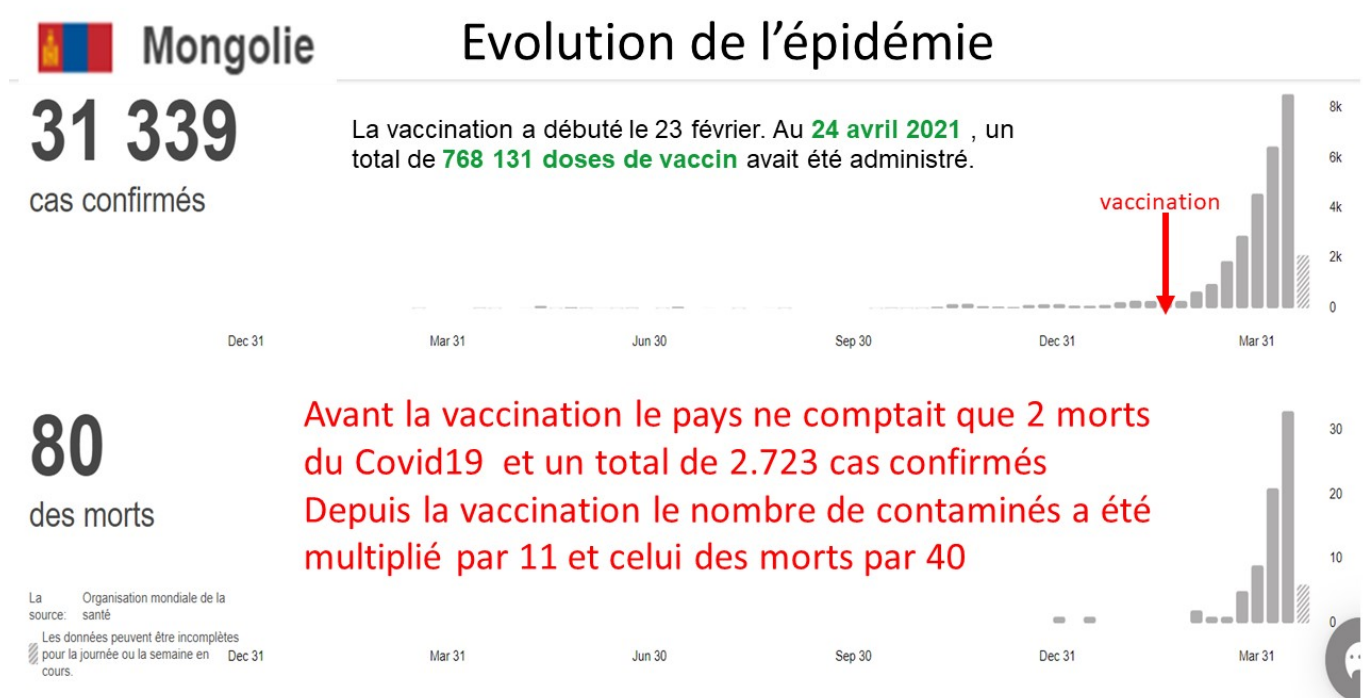 Mongolie
Evolution de l’épidémie
31 339
cas confirmés
La vaccination a débuté le 23 février. Au 24 avril 2021 , un
total de 768 131 doses de vaccin avait été administré.
vaccination
8k
6k
4k
2k
0
Dec 31
Mar 31
Jun 30
Sep 30
Dec 31
Mar 31
80
des morts
Avant la vaccination le pays ne comptait que 2 morts
du Covid19 et un total de 2.723 cas confirmés
Depuis la vaccination le nombre de contaminés a été
multiplié par 11 et celui des morts par 40
30
20
10
0
La source: Organisation mondiale de la santé
Les données peuvent être incomplètes
pour la journée ou la semaine en
cours.
Dec 31
Mar 31
Jun 30
Sep 30
Dec 31
Mar 31